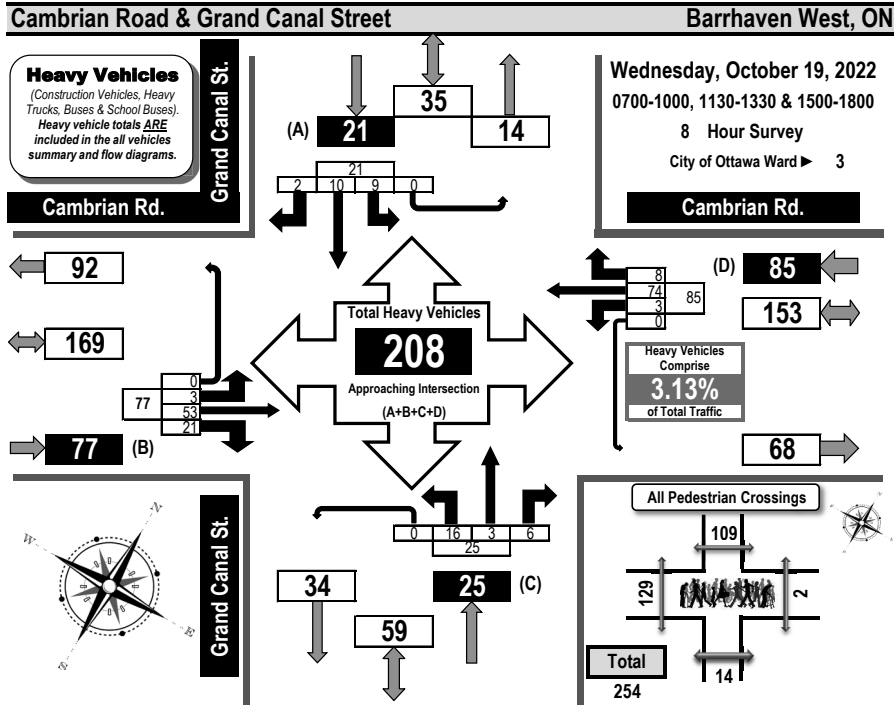 Cambrian Road & Grand Canal Street
Barrhaven West, ON
Heavy Vehicles
(Construction Vehicles, Heavy
Trucks, Buses & School Buses).
Heavy vehicle totals ARE
included in the all vehicles
summary and flow diagrams.
Grand Canal St.
Cambrian Rd.
35
(A) 21
14
21
2 10 9 0
Wednesday, October 19, 2022
0700-1000, 1130-1330 & 1500-1800
8 Hour Survey
City of Ottawa Ward ► 3
Cambrian Rd.
92
169
77
0
3
53
21
77 (B)
Total Heavy Vehicles
208
Approaching Intersection
(A+B+C+D)
8
74
3
0
85
(D) 85
153
Heavy Vehicles
Comprise
3.13%
of Total Traffic
68
N
W
E
S
Grand Canal St.
0 16 3 6
25
34
25 (C)
59
All Pedestrian Crossings
109
129
2
14
Total
254